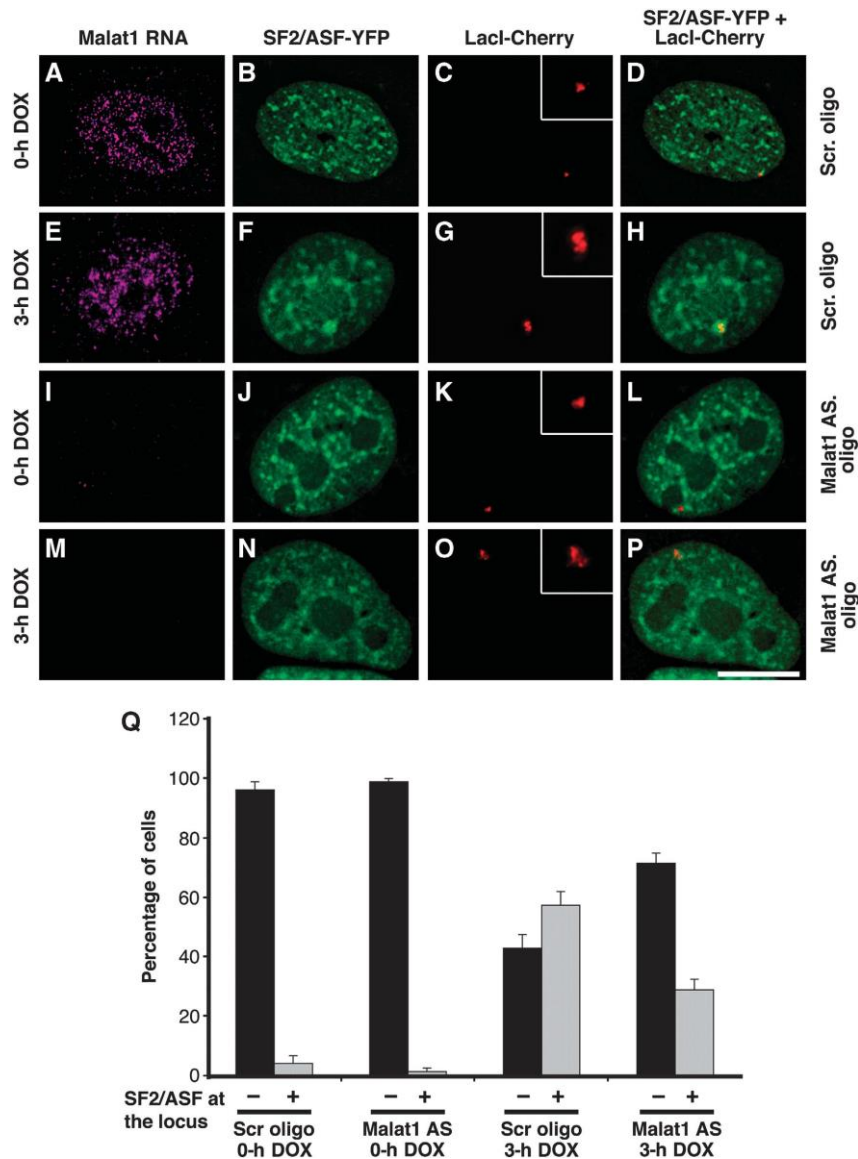 Malat1 RNA
SF2/ASF-YFP
LacI-Cherry
SF2/ASF-YFP +
LacI-Cherry
0-h DOX
A
B
C
D
Scr. oligo
3-h DOX
E
F
G
H
Scr. oligo
0-h DOX
I
J
K
L
Malat1 AS.
oligo
3-h DOX
M
N
O
P
Malat1 AS.
oligo
Q
Percentage of cells
120
100
80
60
40
20
0
SF2/ASF at
the locus
– + – + – + – +
Scr oligo
0-h DOX
Malat1 AS
0-h DOX
Scr oligo
3-h DOX
Malat1 AS
3-h DOX